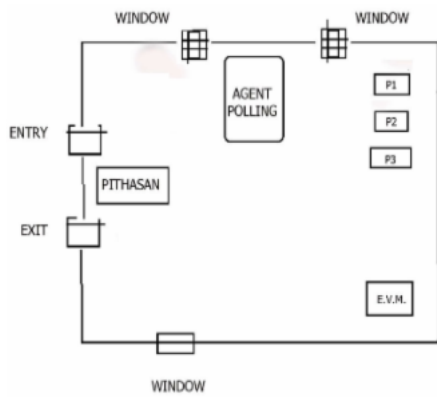 WINDOW
WINDOW
AGENT
POLLING
P1
P2
P3
ENTRY
PITHASAN
EXIT
E.V.M.
WINDOW